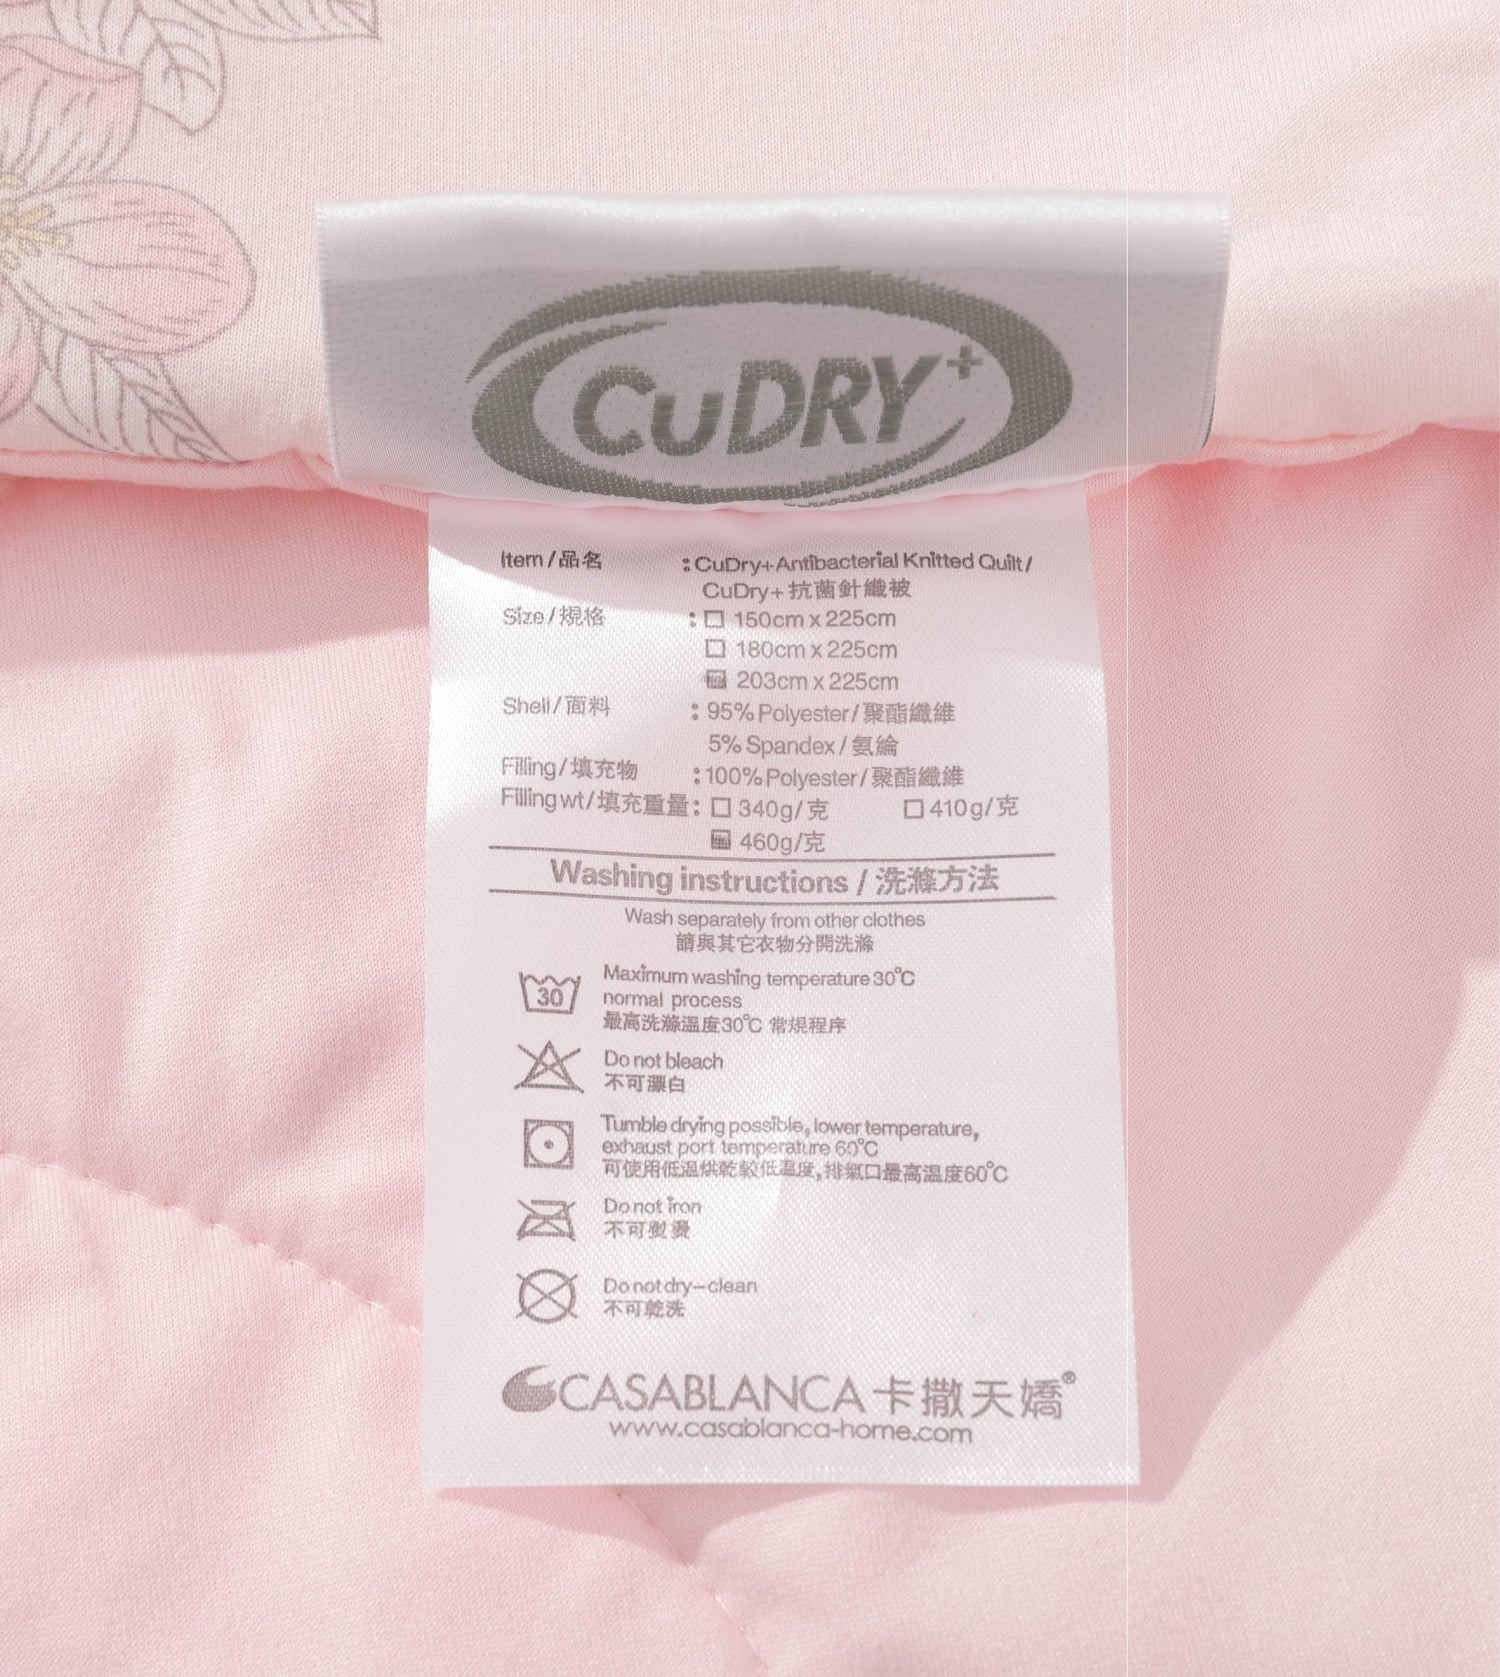 CuDRY+
Item/品名 : CuDry+Antibacterial Knitted Quilt/
CuDry+抗菌針織被
Size/規格 : □ 150cm x 225cm
□ 180cm x 225cm
203cm x 225cm
Shell/面料 : 95% Polyester/聚酯纖維
5% Spandex/氨綸
Filling/填充物 : 100% Polyester/聚酯纖維
Filling wt/填充重量: □ 340g/克 □ 410g/克
460g/克
Washing instructions / 洗滌方法
Wash separately from other clothes
請與其它衣物分開洗滌
30 Maximum washing temperature 30℃
normal process
最高洗滌溫度30℃ 常規程序
Do not bleach
不可漂白
Tumble drying possible, lower temperature,
exhaust port temperature 60℃
可使用低溫烘乾較低溫度,排氣口最高溫度60℃
Do not iron
不可熨燙
Do not dry-clean
不可乾洗
CASABLANCA 卡撒天嬌®
www.casablanca-home.com